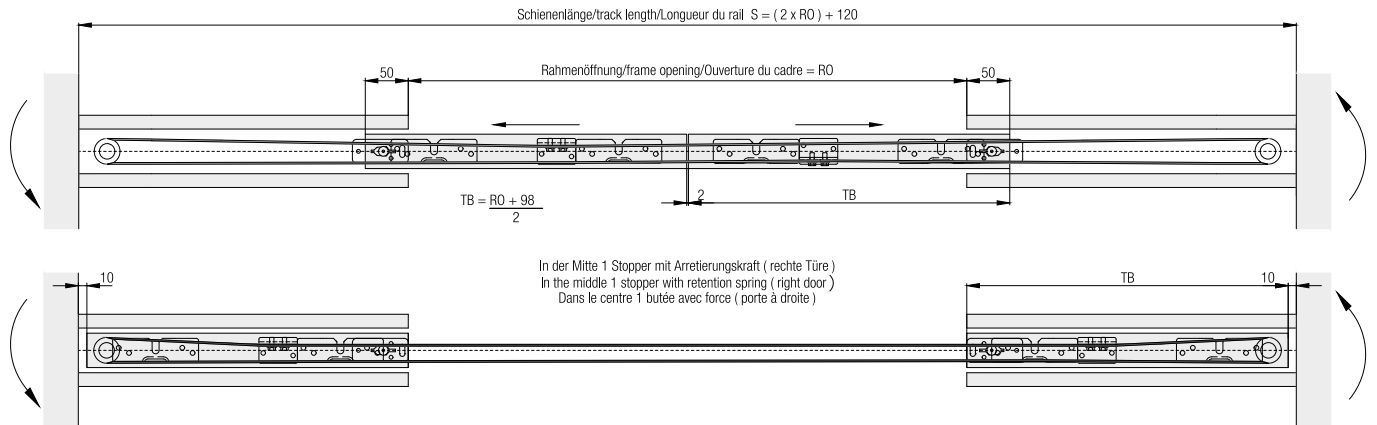 Schienenlänge/track length/Longueur du rail S = ( 2 x RO ) + 120
50
Rahmenöffnung/frame opening/Ouverture du cadre = RO
50
TB = RO + 98
2
2
TB
In der Mitte 1 Stopper mit Arretierungskraft ( rechte Türe )
In the middle 1 stopper with retention spring ( right door )
Dans le centre 1 butée avec force ( porte à droite )
10
TB
10